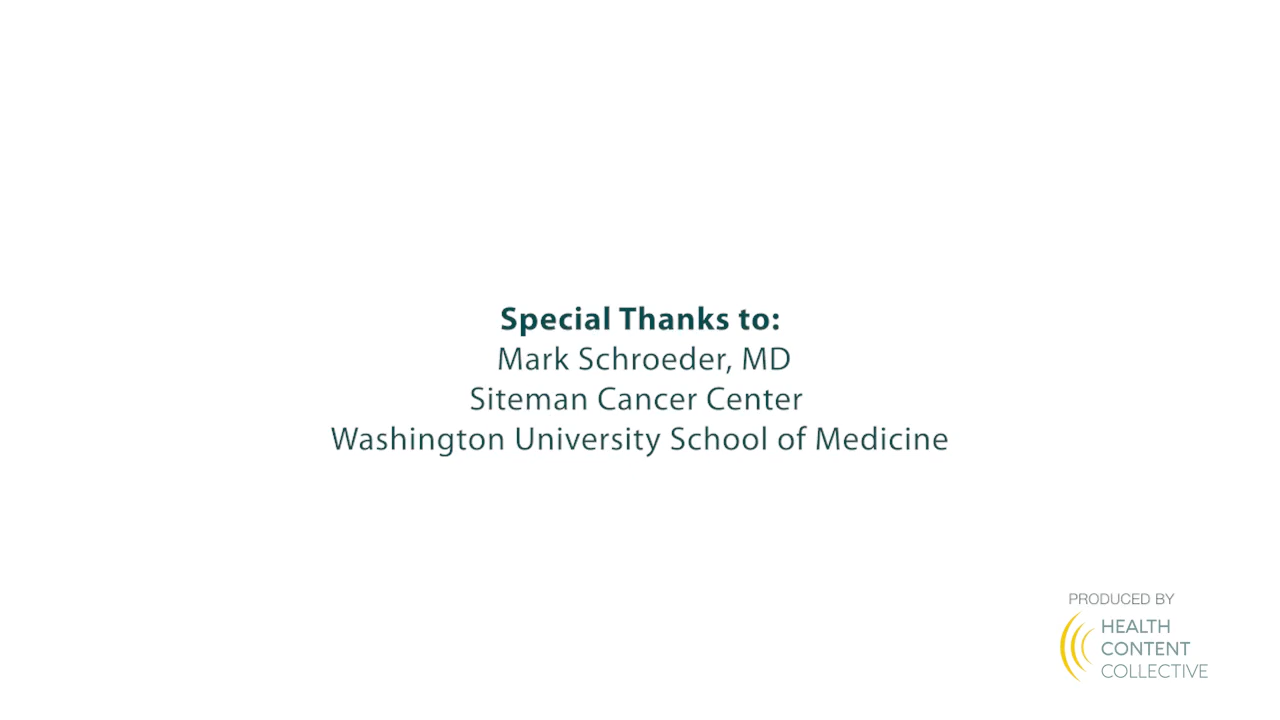 Special Thanks to:
Mark Schroeder, MD
Siteman Cancer Center
Washington University School of Medicine
PRODUCED BY
HEALTH
CONTENT
COLLECTIVE